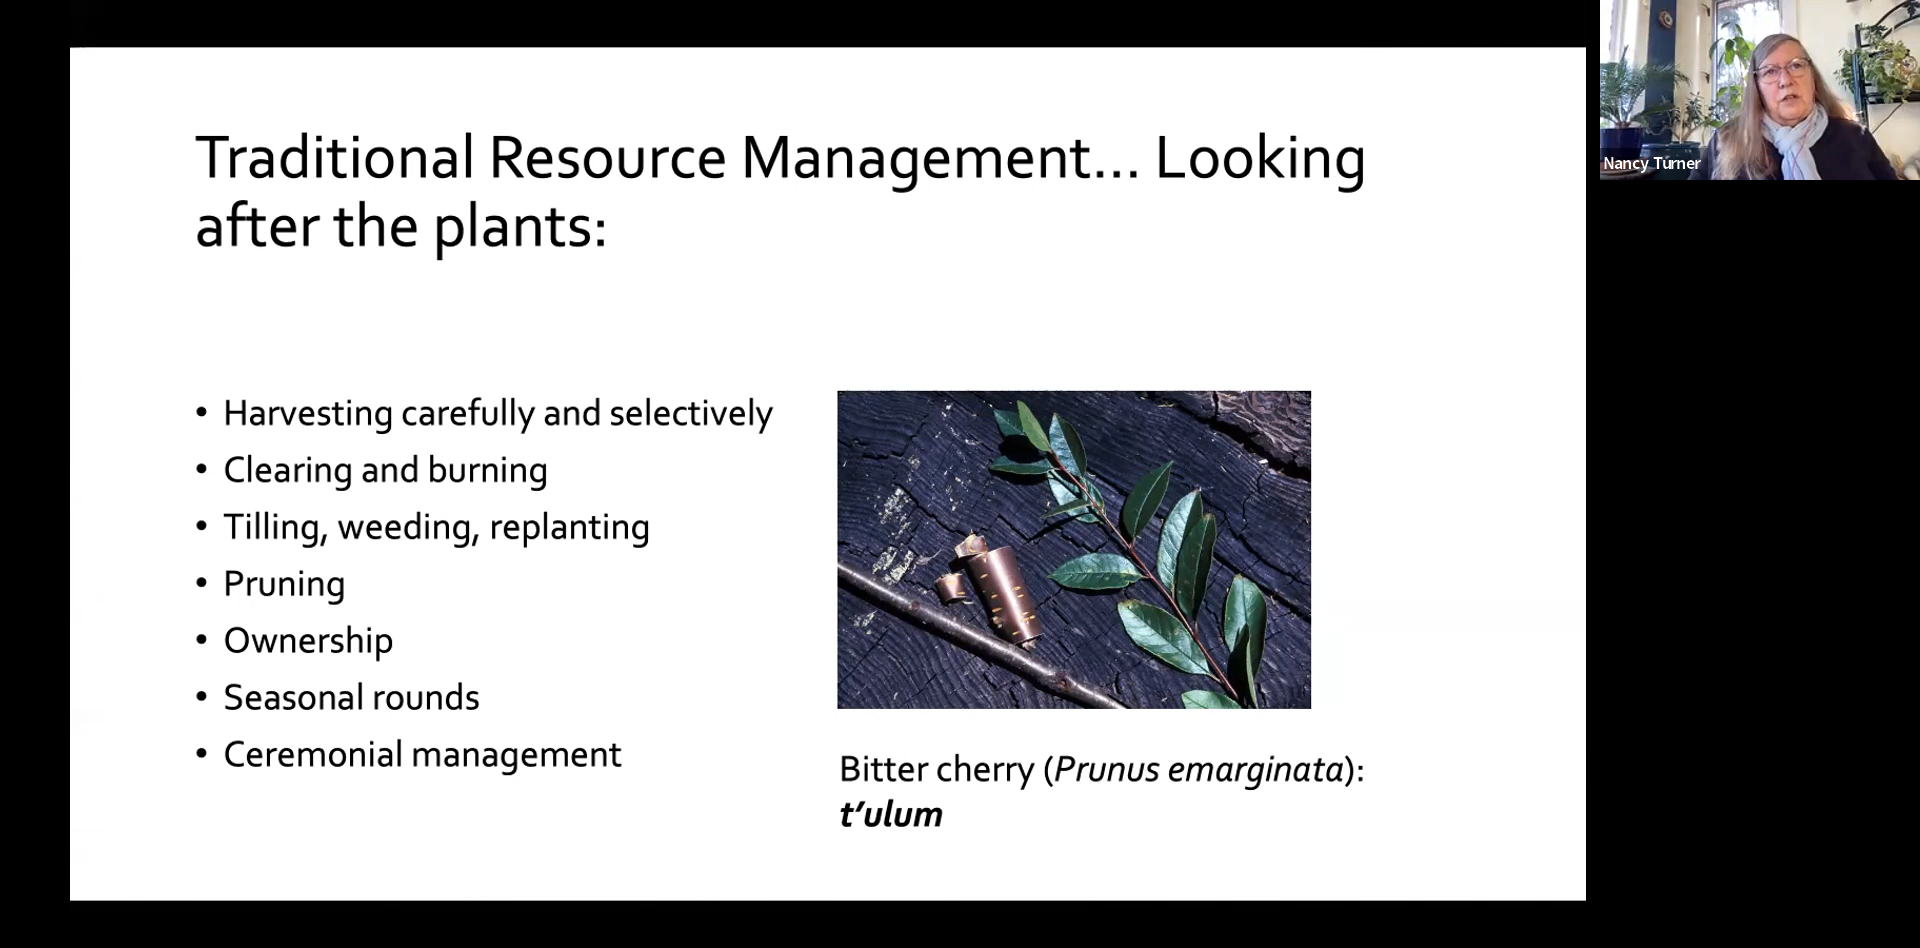 Traditional Resource Management... Looking
after the plants:
• Harvesting carefully and selectively
• Clearing and burning
• Tilling, weeding, replanting
• Pruning
• Ownership
• Seasonal rounds
• Ceremonial management
Bitter cherry (Prunus emarginata):
t’ulum
Nancy Turner